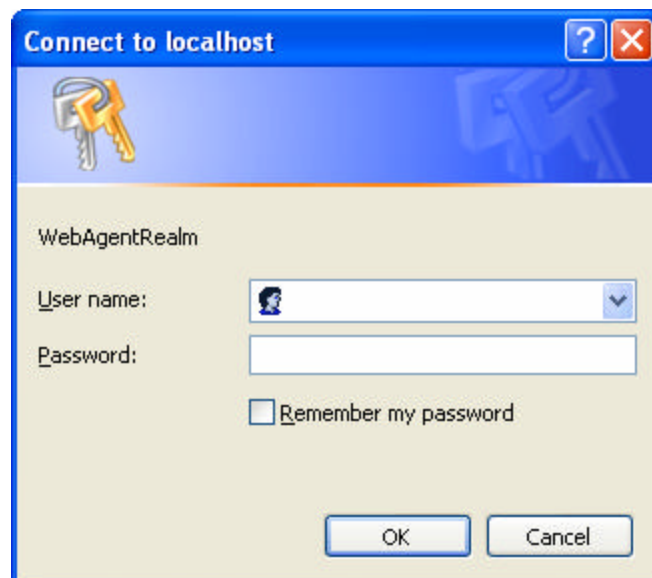 Connect to localhost
?
WebAgentRealm
User name:
Password:
Remember my password
OK
Cancel